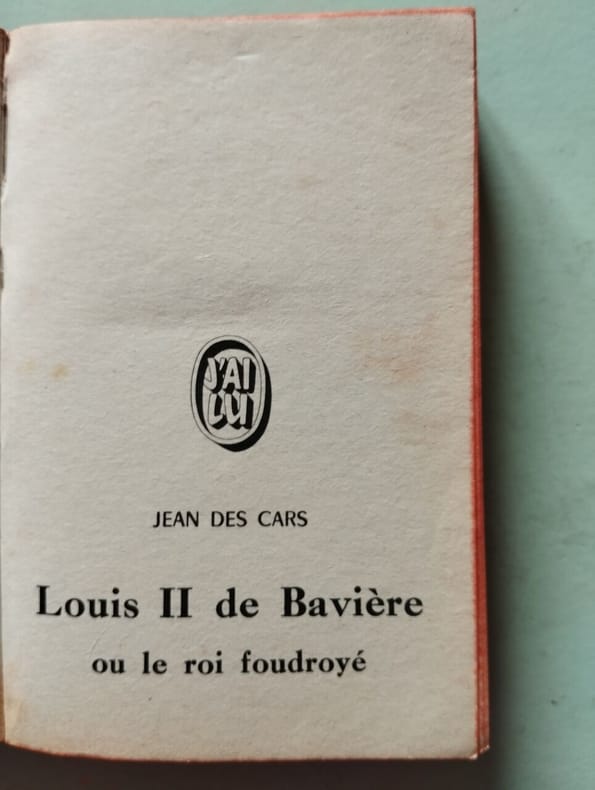 J'AI
LU
JEAN DES CARS
Louis II de Bavière
ou le roi foudroyé